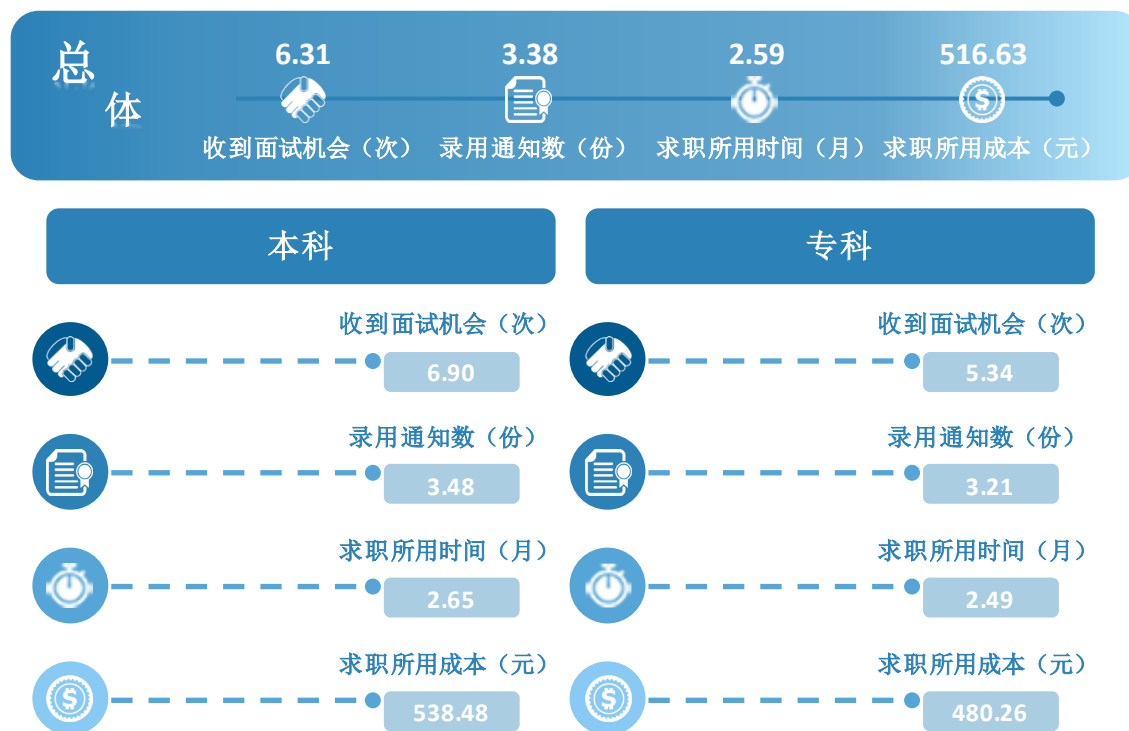 总
体
6.31 3.38 2.59 516.63
收到面试机会（次） 录用通知数（份） 求职所用时间（月） 求职所用成本（元）
本科 专科
收到面试机会（次） 收到面试机会（次）
6.90 5.34
录用通知数（份） 录用通知数（份）
3.48 3.21
求职所用时间（月） 求职所用时间（月）
2.65 2.49
求职所用成本（元） 求职所用成本（元）
538.48 480.26